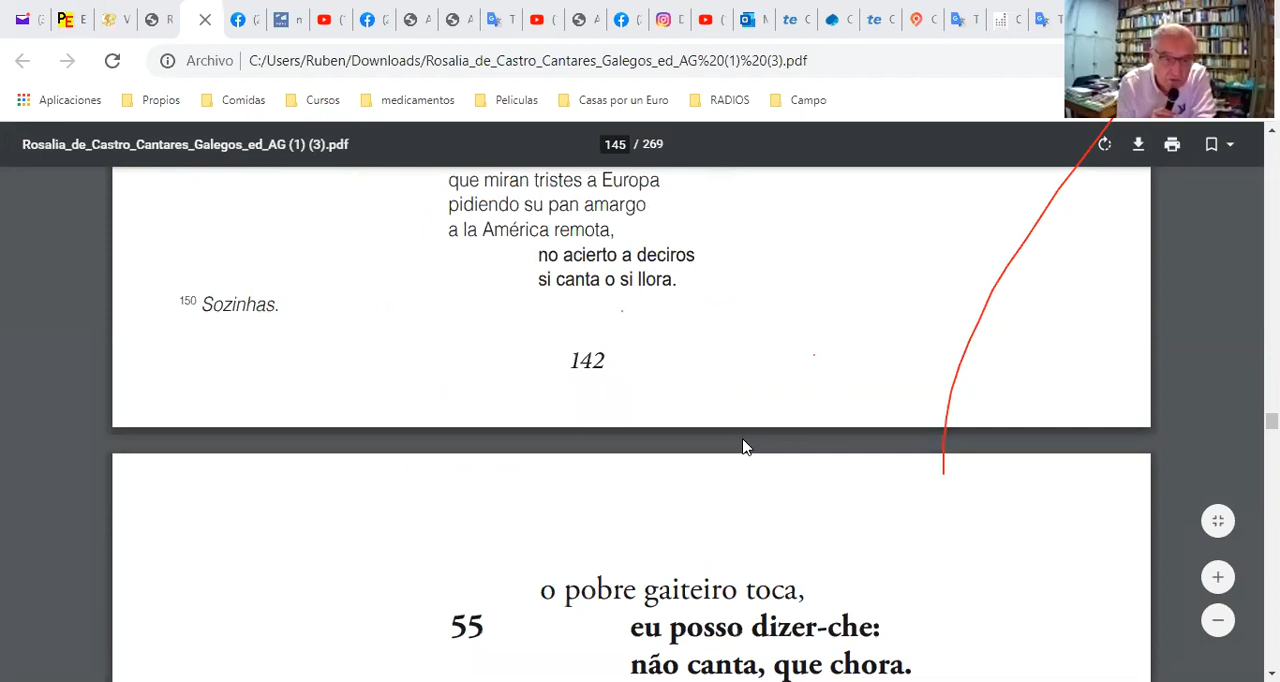 PE
E
V
R
n
A
A
T
A
D
N
te
C
C
te
C
C
T
C
T
Archivo
C:/Users/Ruben/Downloads/Rosalia_de_Castro_Cantares_Galegos_ed_AG%20(1)%20(3).pdf
Aplicaciones
Propios
Comidas
Cursos
medicamentos
Peliculas
Casas por un Euro
RADIOS
Campo
Rosalia_de_Castro_Cantares_Galegos_ed_AG (1) (3).pdf
145 / 269
que miran tristes a Europa
pidiendo su pan amargo
a la América remota,
no acierto a deciros
si canta o si llora.
150 Sozinhas.
142
o pobre gaiteiro toca,
55 eu posso dizer-che:
não canta, que chora.